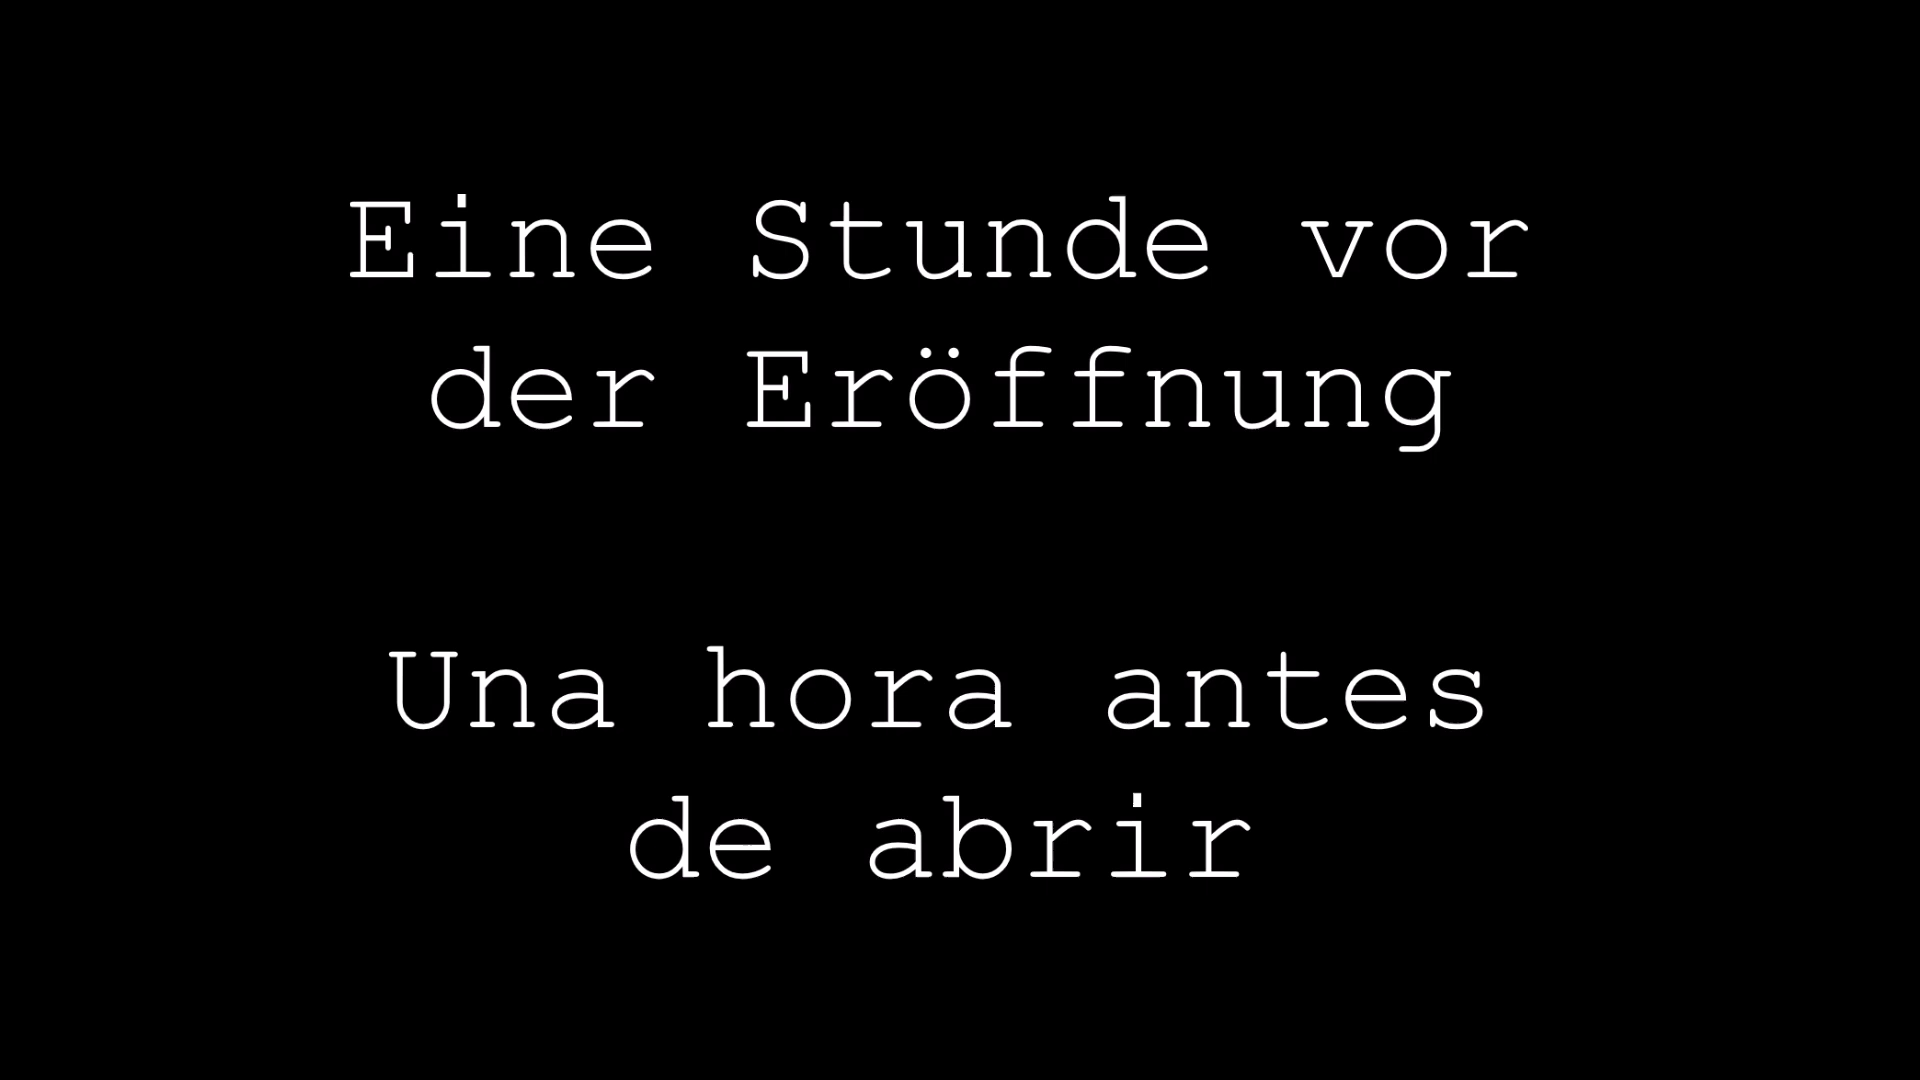 Eine Stunde vor
der Eröffnung
Una hora antes
de abrir